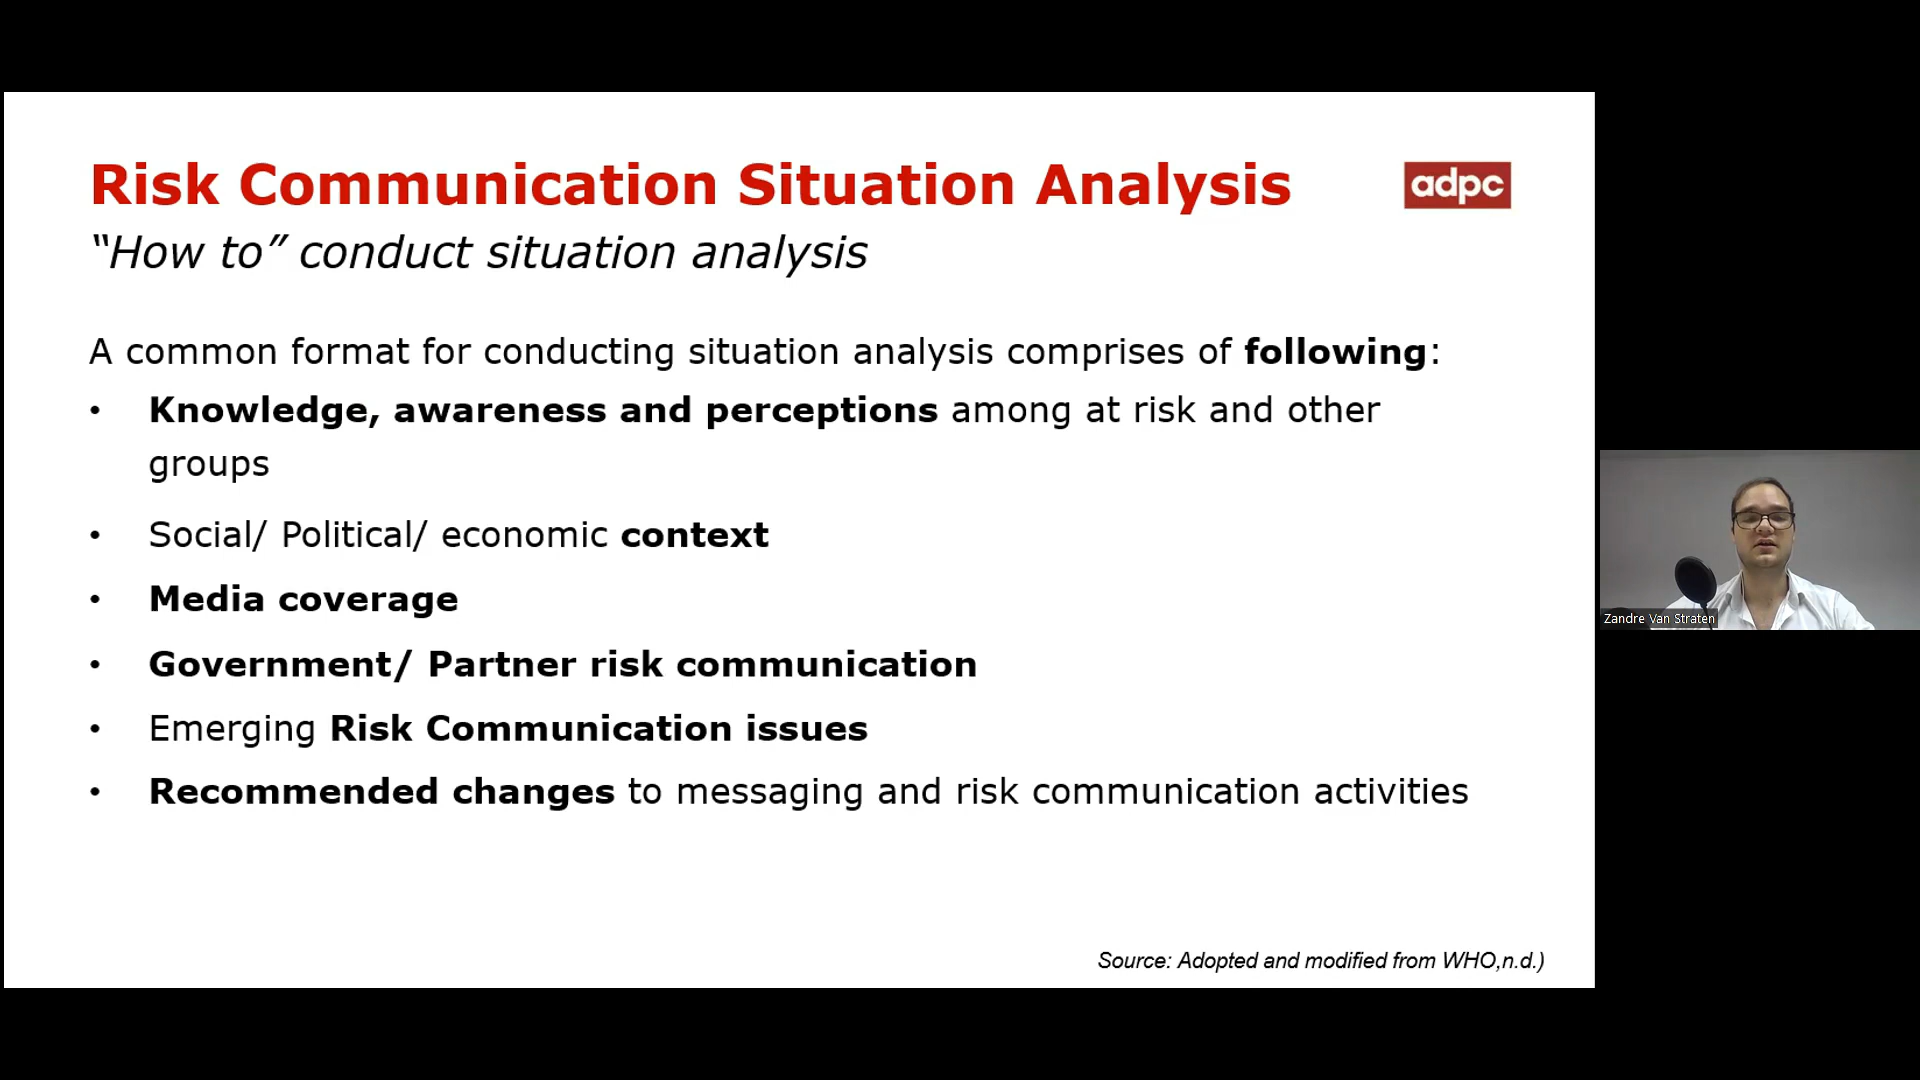 Risk Communication Situation Analysis
adpc
“How to” conduct situation analysis
A common format for conducting situation analysis comprises of following:
• Knowledge, awareness and perceptions among at risk and other
groups
• Social/ Political/ economic context
• Media coverage
• Government/ Partner risk communication
• Emerging Risk Communication issues
• Recommended changes to messaging and risk communication activities
Source: Adopted and modified from WHO,n.d.)
Zandre Van Straten